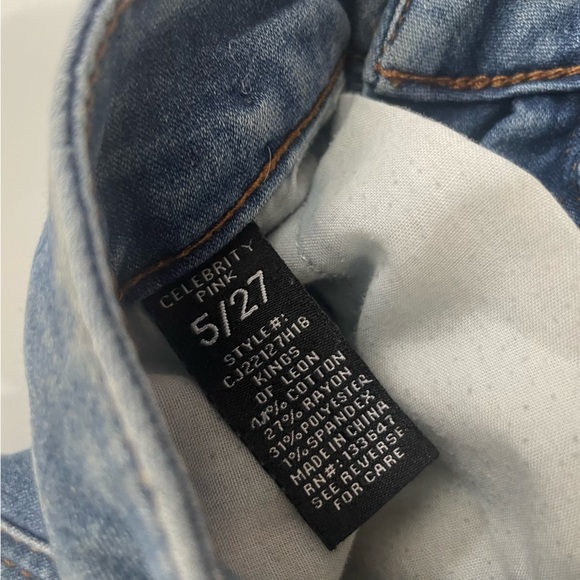 CELEBRITY
PINK
5/27
STYLE#:
CJ22127H18
KINGS
OF LEON
COTTON
27% RAYON
31% POLYESTER
1% SPANDEX
MADE IN CHINA
RN#: 133647
SEE REVERSE
FOR CARE